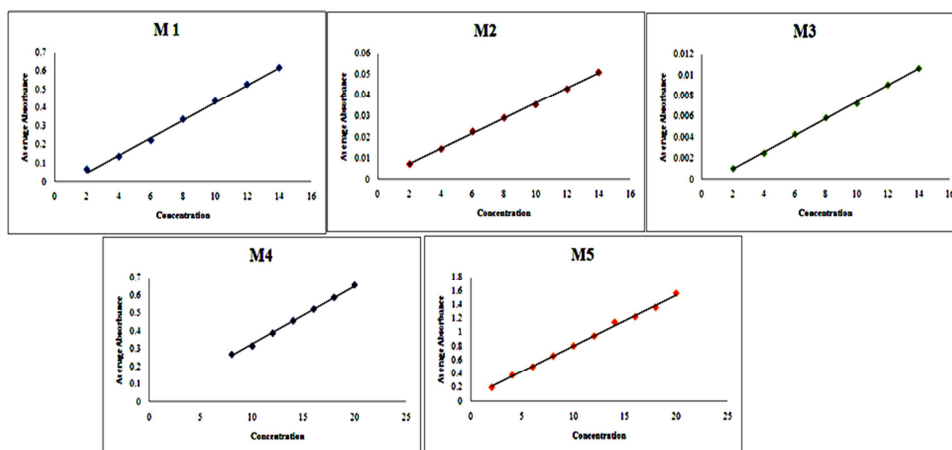 M 1
0.7
0.6
0.5
0.4
0.3
0.2
0.1
0
0 2 4 6 8 10 12 14 16
Average Absorbance
Concentration
M2
0.06
0.05
0.04
0.03
0.02
0.01
0
0 2 4 6 8 10 12 14 16
Average Absorbance
Concentration
M3
0.012
0.01
0.008
0.006
0.004
0.002
0
0 2 4 6 8 10 12 14 16
Average Absorbance
Concentration
M4
0.7
0.6
0.5
0.4
0.3
0.2
0.1
0
0 5 10 15 20 25
Average Absorbance
Concentration
M5
1.8
1.6
1.4
1.2
1
0.8
0.6
0.4
0.2
0
0 5 10 15 20 25
Average Absorbance
Concentration